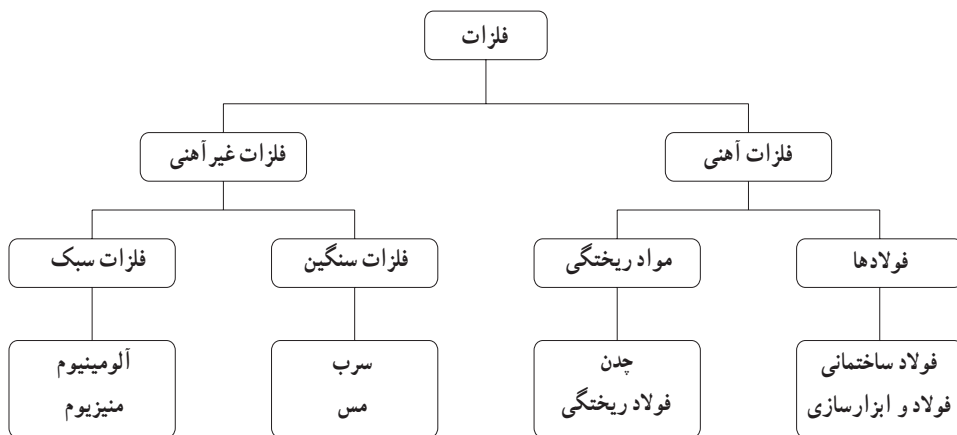 فلزات
فلزات آهنی
فلزات غیرآهنی
فولادها
مواد ریختگی
فلزات سنگین
فلزات سبک
فولاد ساختمانی
فولاد و ابزارسازی
چدن
فولاد ریختگی
سرب
مس
آلومینیوم
منیزیوم